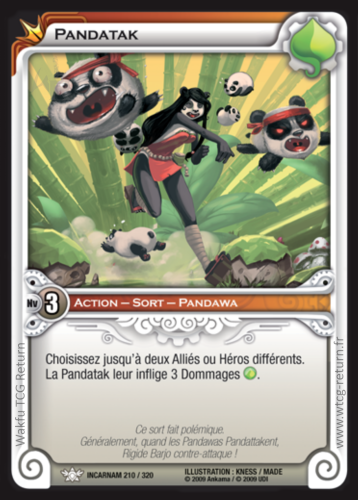 PANDATAK
Nv 3 ACTION – SORT – PANDAWA
Choisissez jusqu'à deux Alliés ou Héros différents.
La Pandatak leur inflige 3 Dommages .
Ce sort fait polémique.
Généralement, quand les Pandawas Pandattakent,
Rigide Barjo contre-attaque !
INCARNAM 210 / 320
ILLUSTRATION : KNESS / MADE
© 2009 Ankama / © 2009 UDI
Wakfu TCG Return
www.wtcg-return.fr